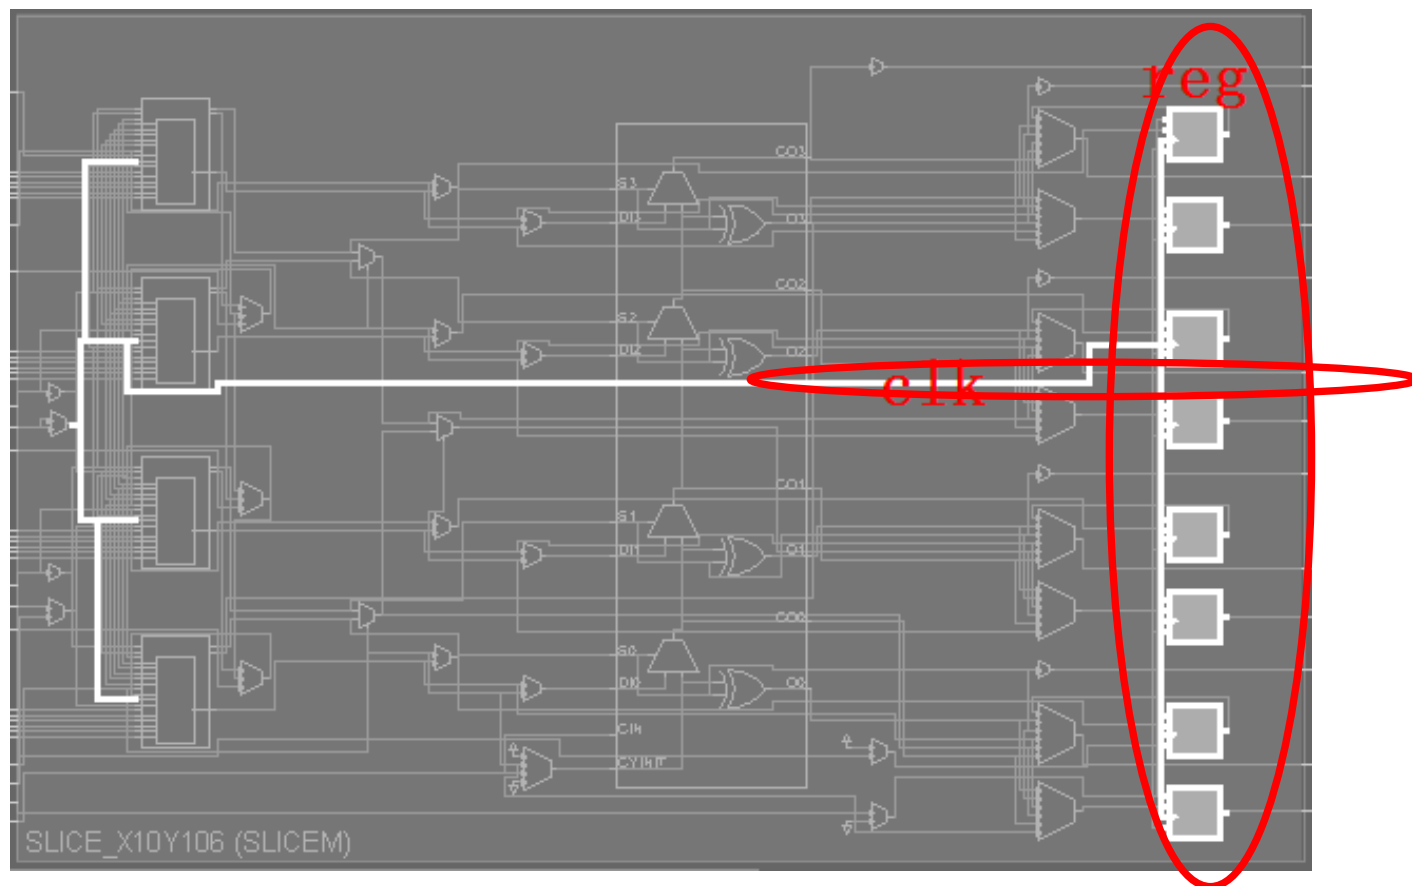 reg
CO3
S3
DI3
O3
CO2
S2
DI2
O2
clk
CO1
S1
DI1
O1
CO0
S0
DI0
O0
CIN
CYINIT
SLICE_X10Y106 (SLICEM)